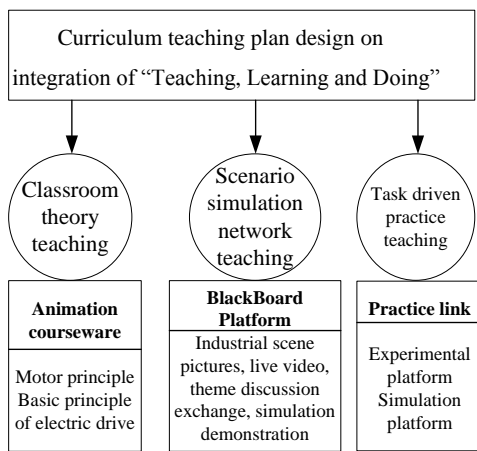 Curriculum teaching plan design on
integration of “Teaching, Learning and Doing”
Classroom
theory
teaching
Scenario
simulation
network
teaching
Task driven
practice
teaching
Animation
courseware
Motor principle
Basic principle
of electric drive
BlackBoard
Platform
Industrial scene
pictures, live video,
theme discussion
exchange, simulation
demonstration
Practice link
Experimental
platform
Simulation
platform